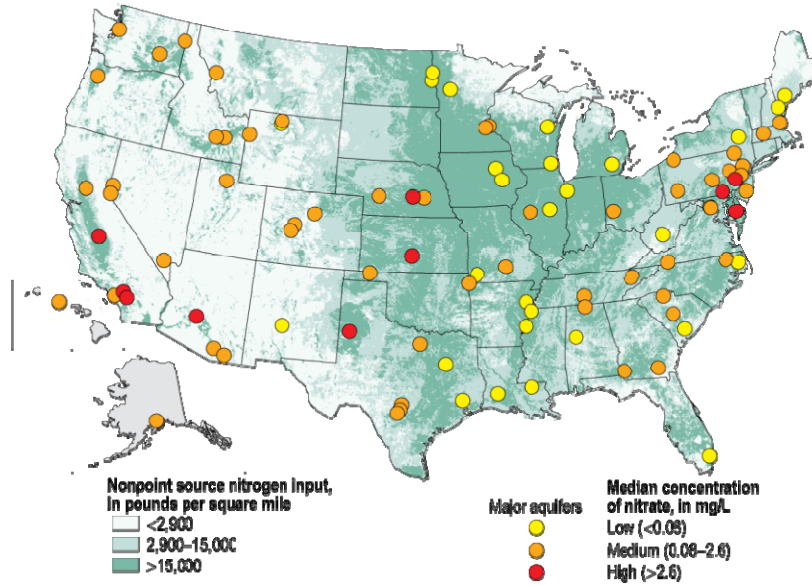 Nonpoint source nitrogen input,
in pounds per square mile
<2,900
2,900–15,000
>15,000
Major aquifers
Median concentration
of nitrate, in mg/L
Low (<0.08)
Medium (0.08–2.6)
High (>2.6)